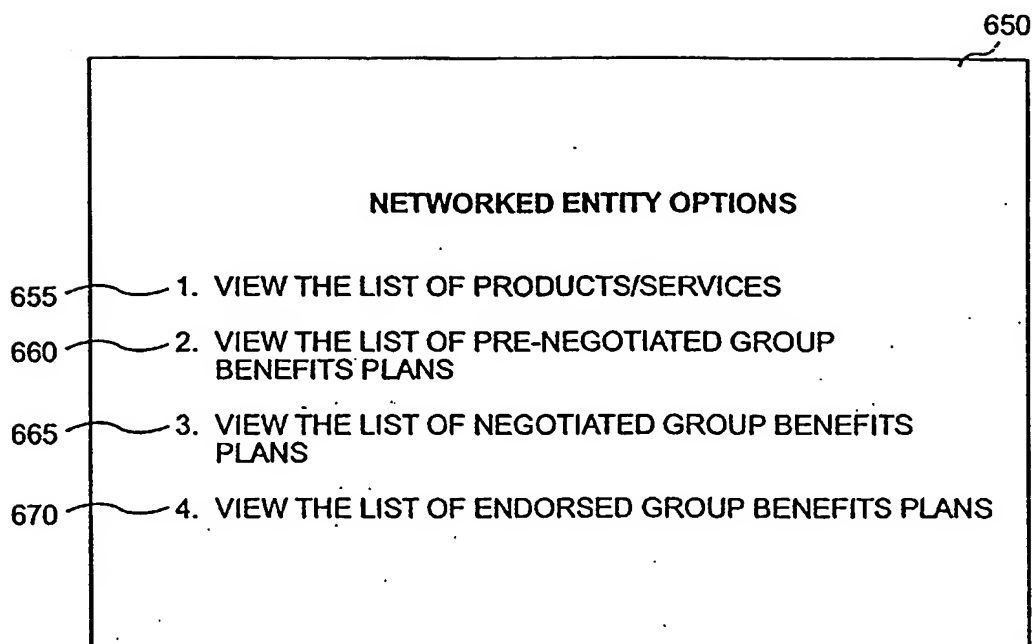 650
NETWORKED ENTITY OPTIONS
655 1. VIEW THE LIST OF PRODUCTS/SERVICES
660 2. VIEW THE LIST OF PRE-NEGOTIATED GROUP
BENEFITS PLANS
665 3. VIEW THE LIST OF NEGOTIATED GROUP BENEFITS
PLANS
670 4. VIEW THE LIST OF ENDORSED GROUP BENEFITS PLANS